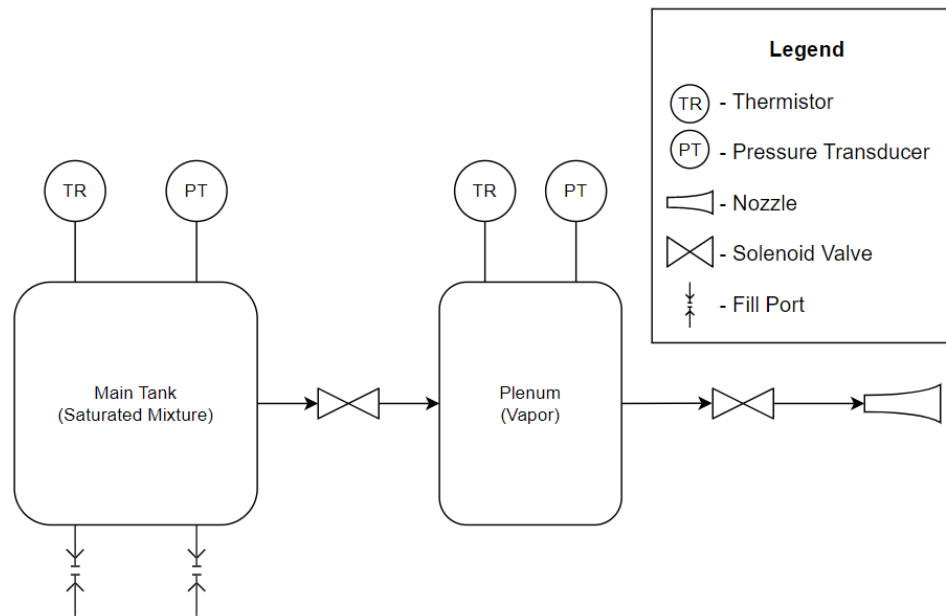 Legend
TR - Thermistor
PT - Pressure Transducer
- Nozzle
- Solenoid Valve
- Fill Port
TR PT TR PT
Main Tank
(Saturated Mixture)
Plenum
(Vapor)